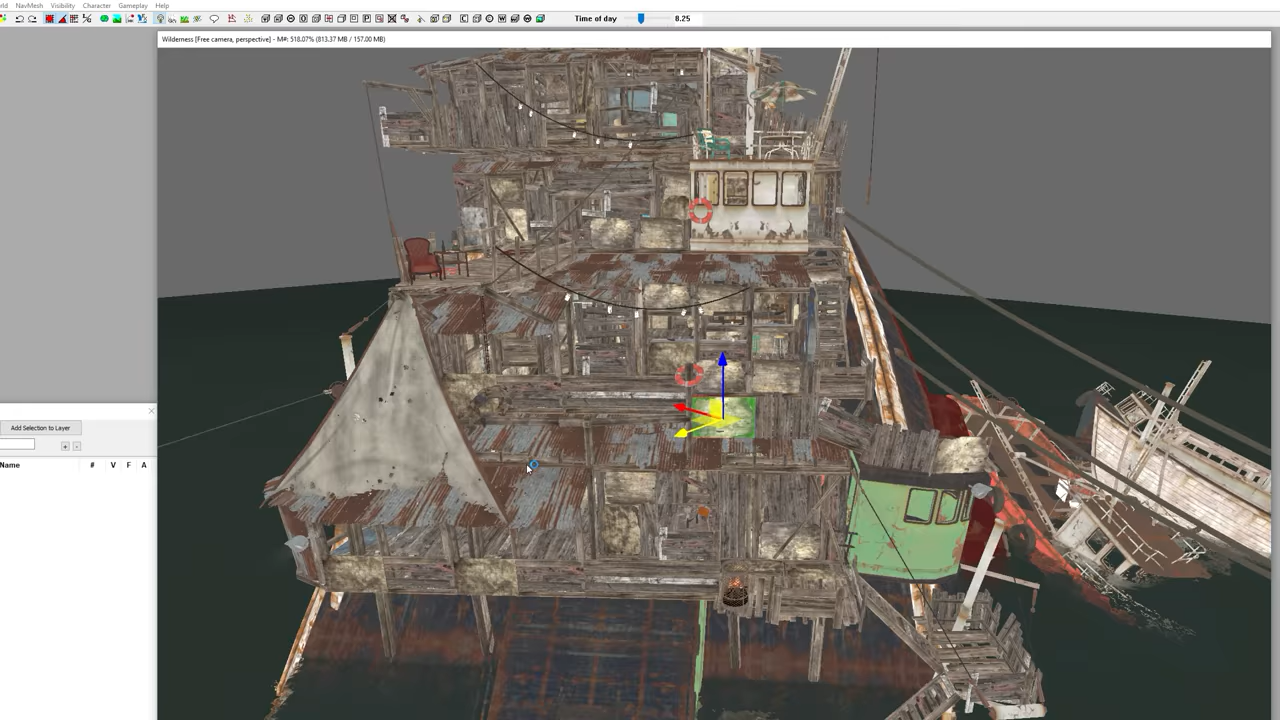 rld NavMesh Visibility Character Gameplay Help
Time of day 8.25
Wilderness [Free camera, perspective] - M#: 518.07% (813.37 MB / 157.00 MB)
Add Selection to Layer
+ -
Name # V F A